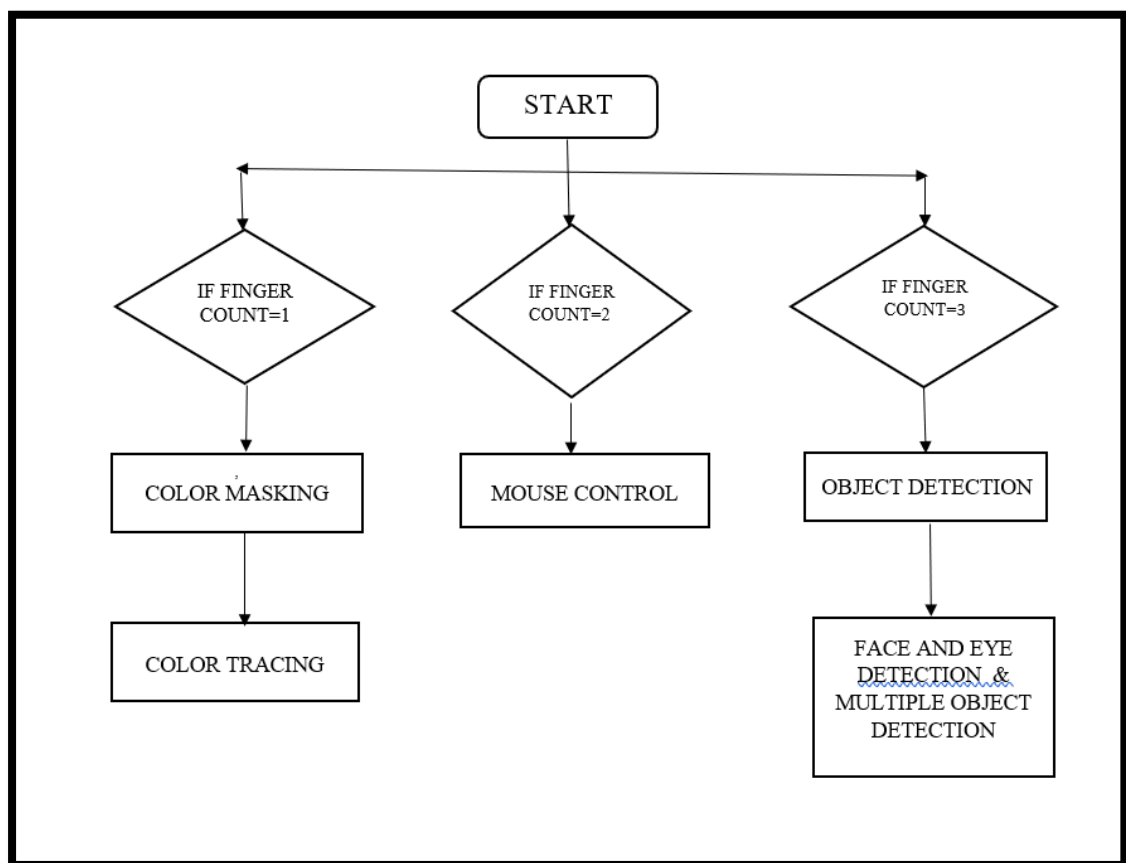 START
IF FINGER
COUNT=1
IF FINGER
COUNT=2
IF FINGER
COUNT=3
,
COLOR MASKING
MOUSE CONTROL
OBJECT DETECTION
COLOR TRACING
FACE AND EYE
DETECTION &
MULTIPLE OBJECT
DETECTION